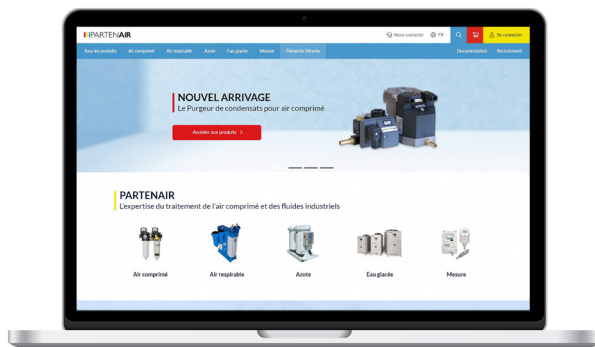 PARTENAIR
Nous contacter FR Se connecter
Tous les produits Air comprimé Air respirable Azote Eau glacée Mesure Éléments filtrants Documentation Recrutement
NOUVEL ARRIVAGE
Le Purgeur de condensats pour air comprimé
Accéder aux produits >
PARTENAIR
L'expertise du traitement de l'air comprimé et des fluides industriels
Air comprimé Air respirable Azote Eau glacée Mesure